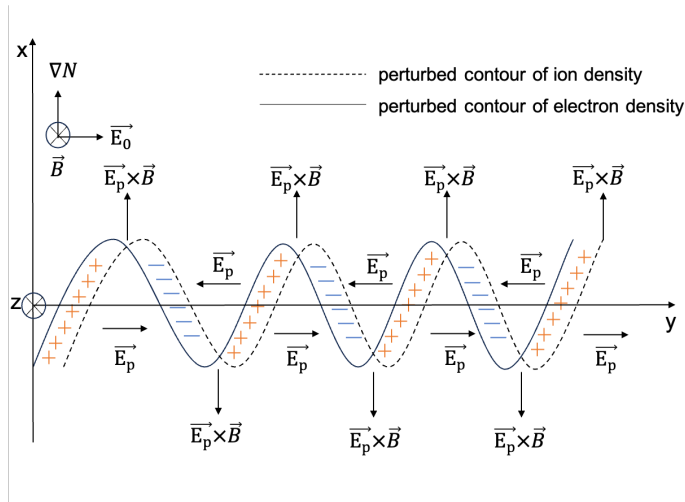 x
∇N
E₀
B
perturbed contour of ion density
perturbed contour of electron density
Eₚ×B
Eₚ×B
Eₚ×B
Eₚ×B
Eₚ
Eₚ
Eₚ
z
y
Eₚ
Eₚ
Eₚ
Eₚ
Eₚ×B
Eₚ×B
Eₚ×B